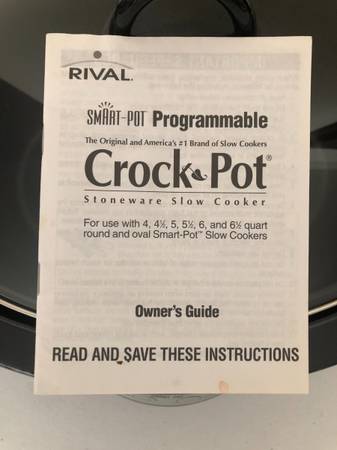 RIVAL®
SMART-POT Programmable
The Original and America's #1 Brand of Slow Cookers
Crock-Pot®
Stoneware Slow Cooker
For use with 4, 4½, 5, 5½, 6, and 6½ quart
round and oval Smart-Pot™ Slow Cookers
Owner's Guide
READ AND SAVE THESE INSTRUCTIONS